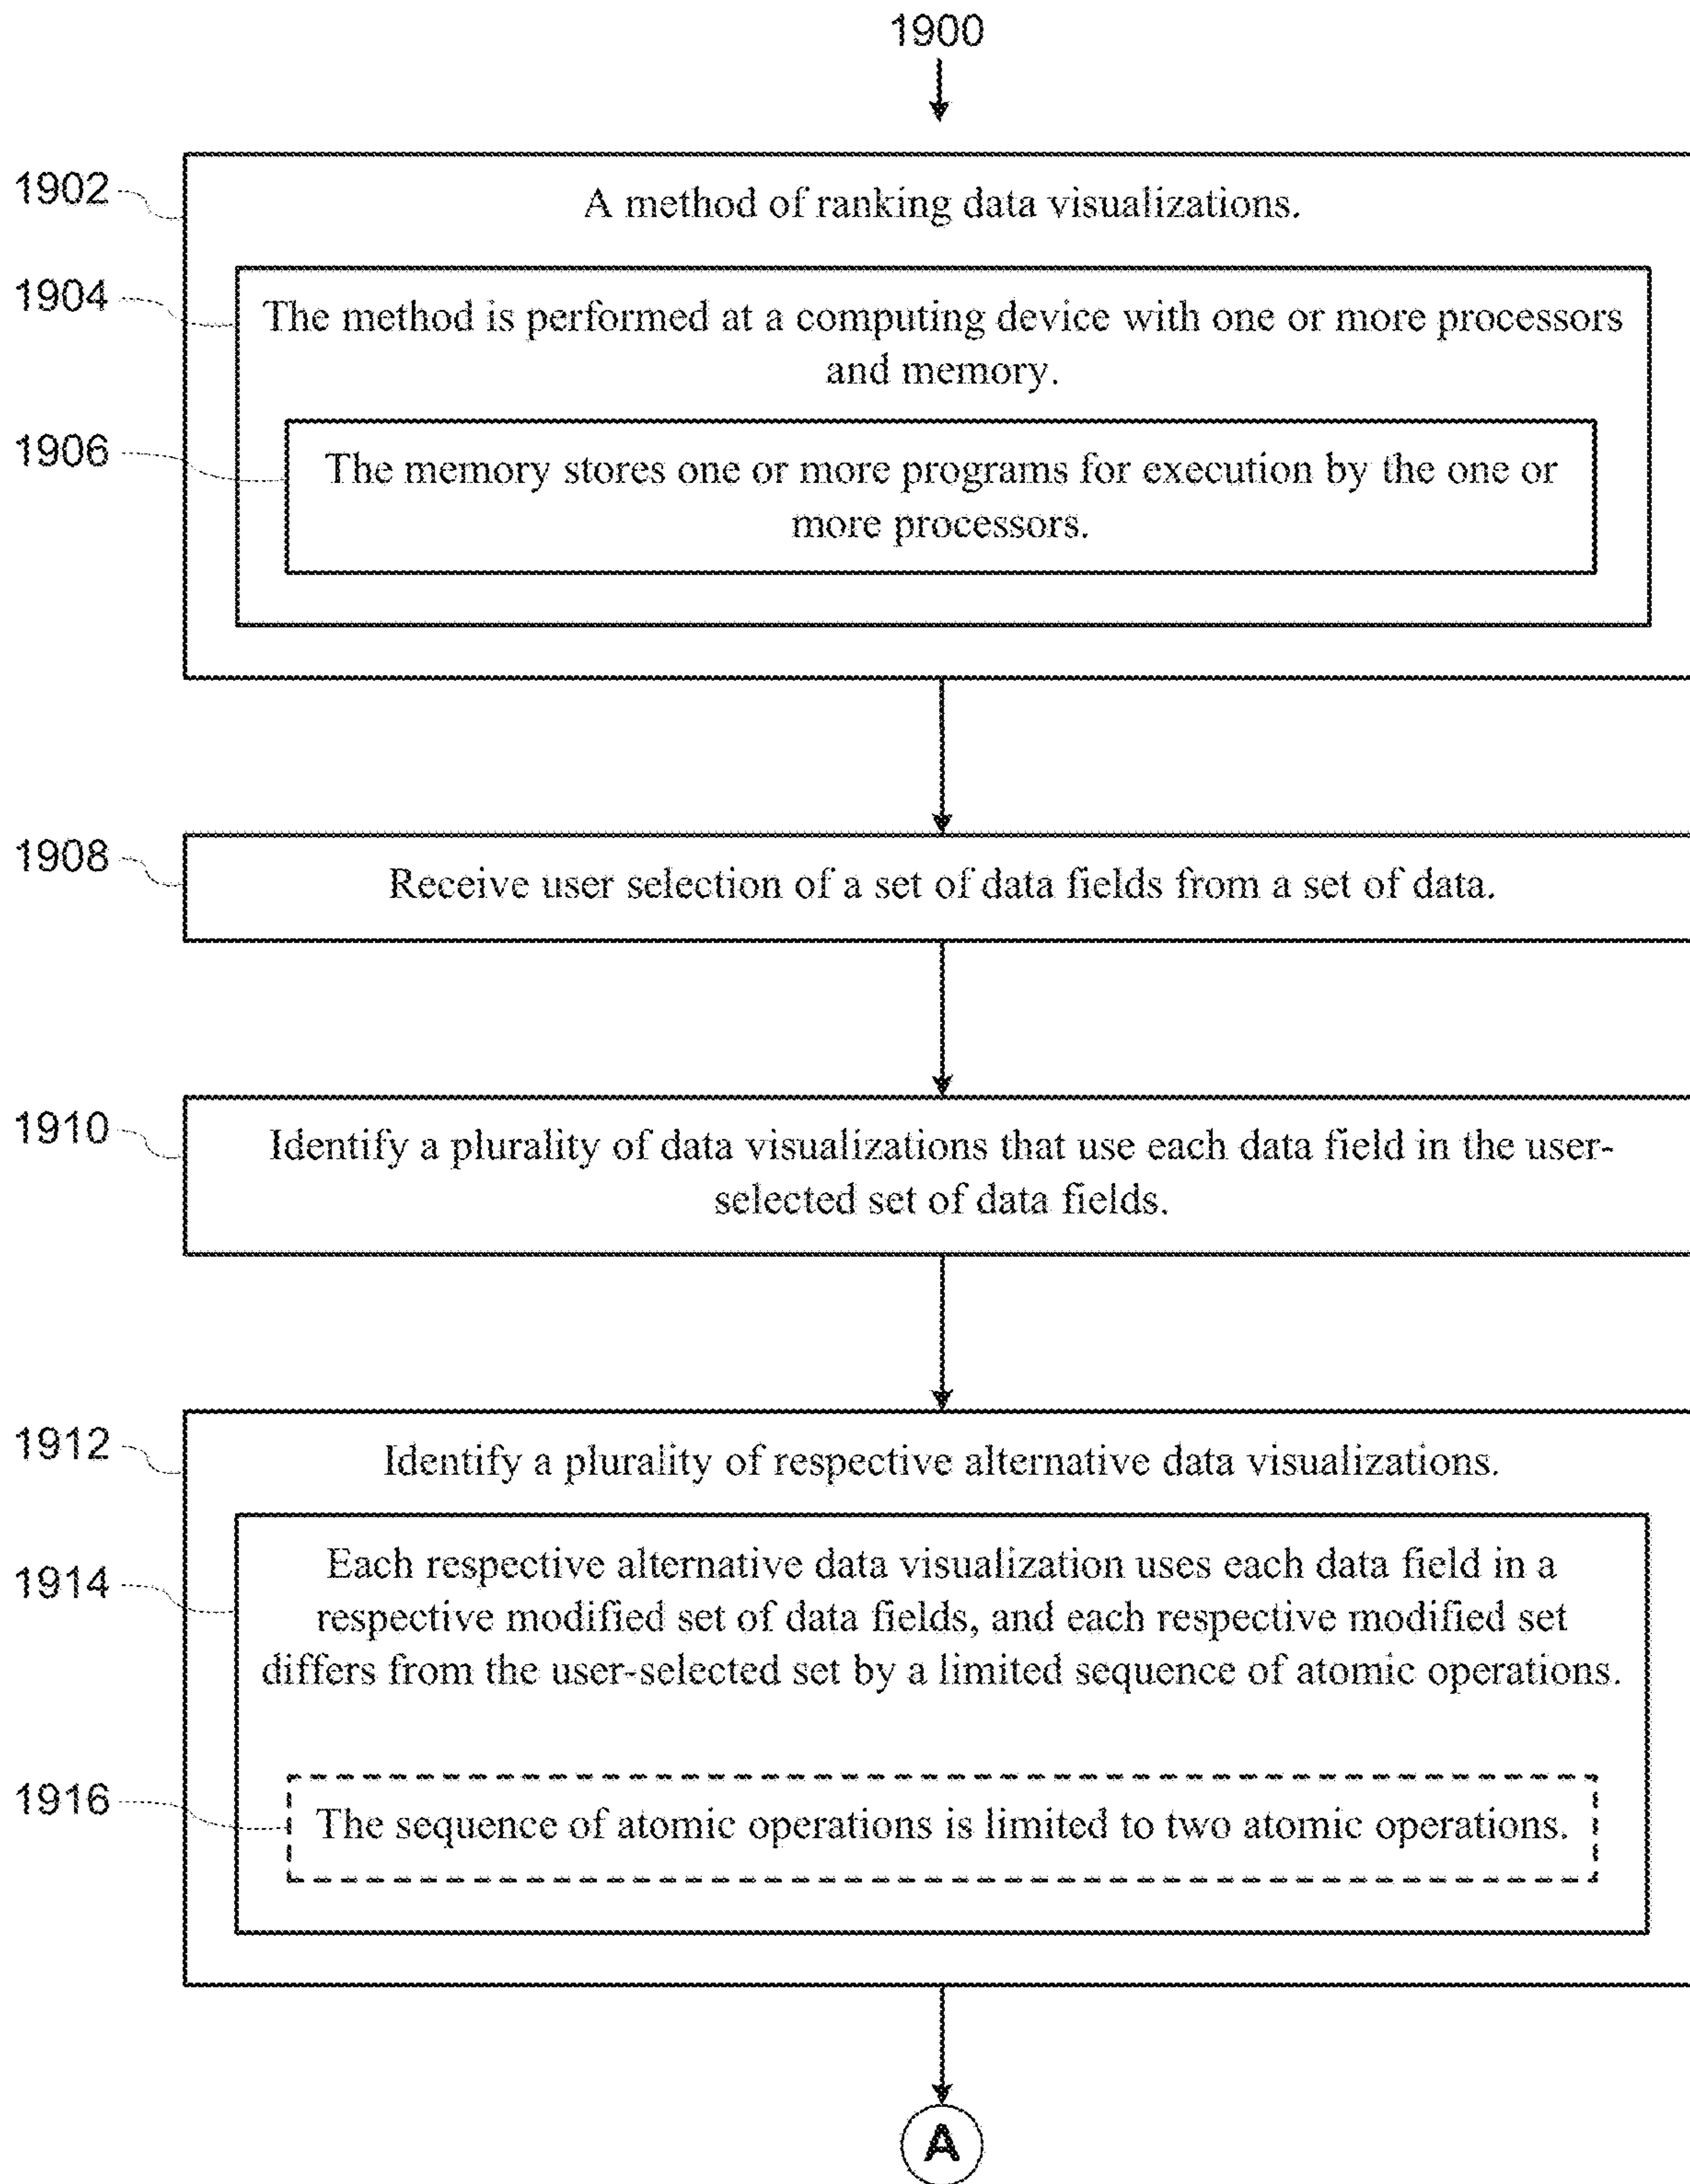 1900
1902
A method of ranking data visualizations.
1904
The method is performed at a computing device with one or more processors
and memory.
1906
The memory stores one or more programs for execution by the one or
more processors.
1908
Receive user selection of a set of data fields from a set of data.
1910
Identify a plurality of data visualizations that use each data field in the user-
selected set of data fields.
1912
Identify a plurality of respective alternative data visualizations.
1914
Each respective alternative data visualization uses each data field in a
respective modified set of data fields, and each respective modified set
differs from the user-selected set by a limited sequence of atomic operations.
1916
The sequence of atomic operations is limited to two atomic operations.
A